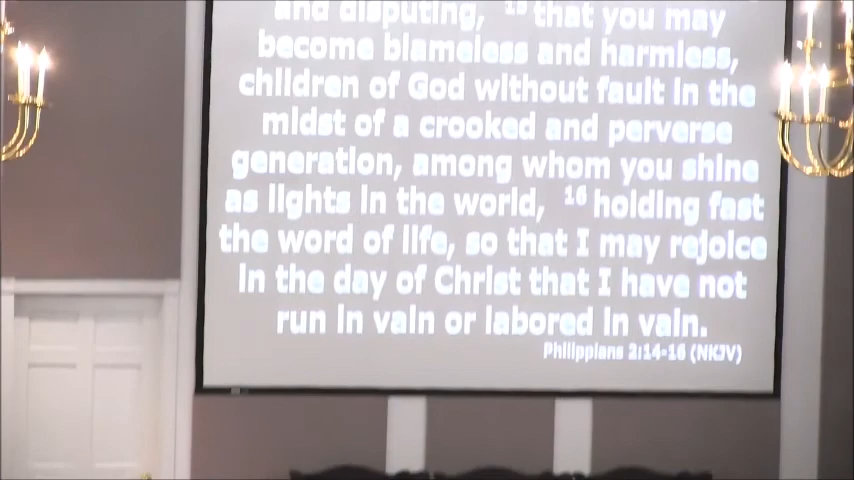 and disputing, 15 that you may
become blameless and harmless,
children of God without fault in the
midst of a crooked and perverse
generation, among whom you shine
as lights in the world, 16 holding fast
the word of life, so that I may rejoice
in the day of Christ that I have not
run in vain or labored in vain.
Philippians 2:14-16 (NKJV)